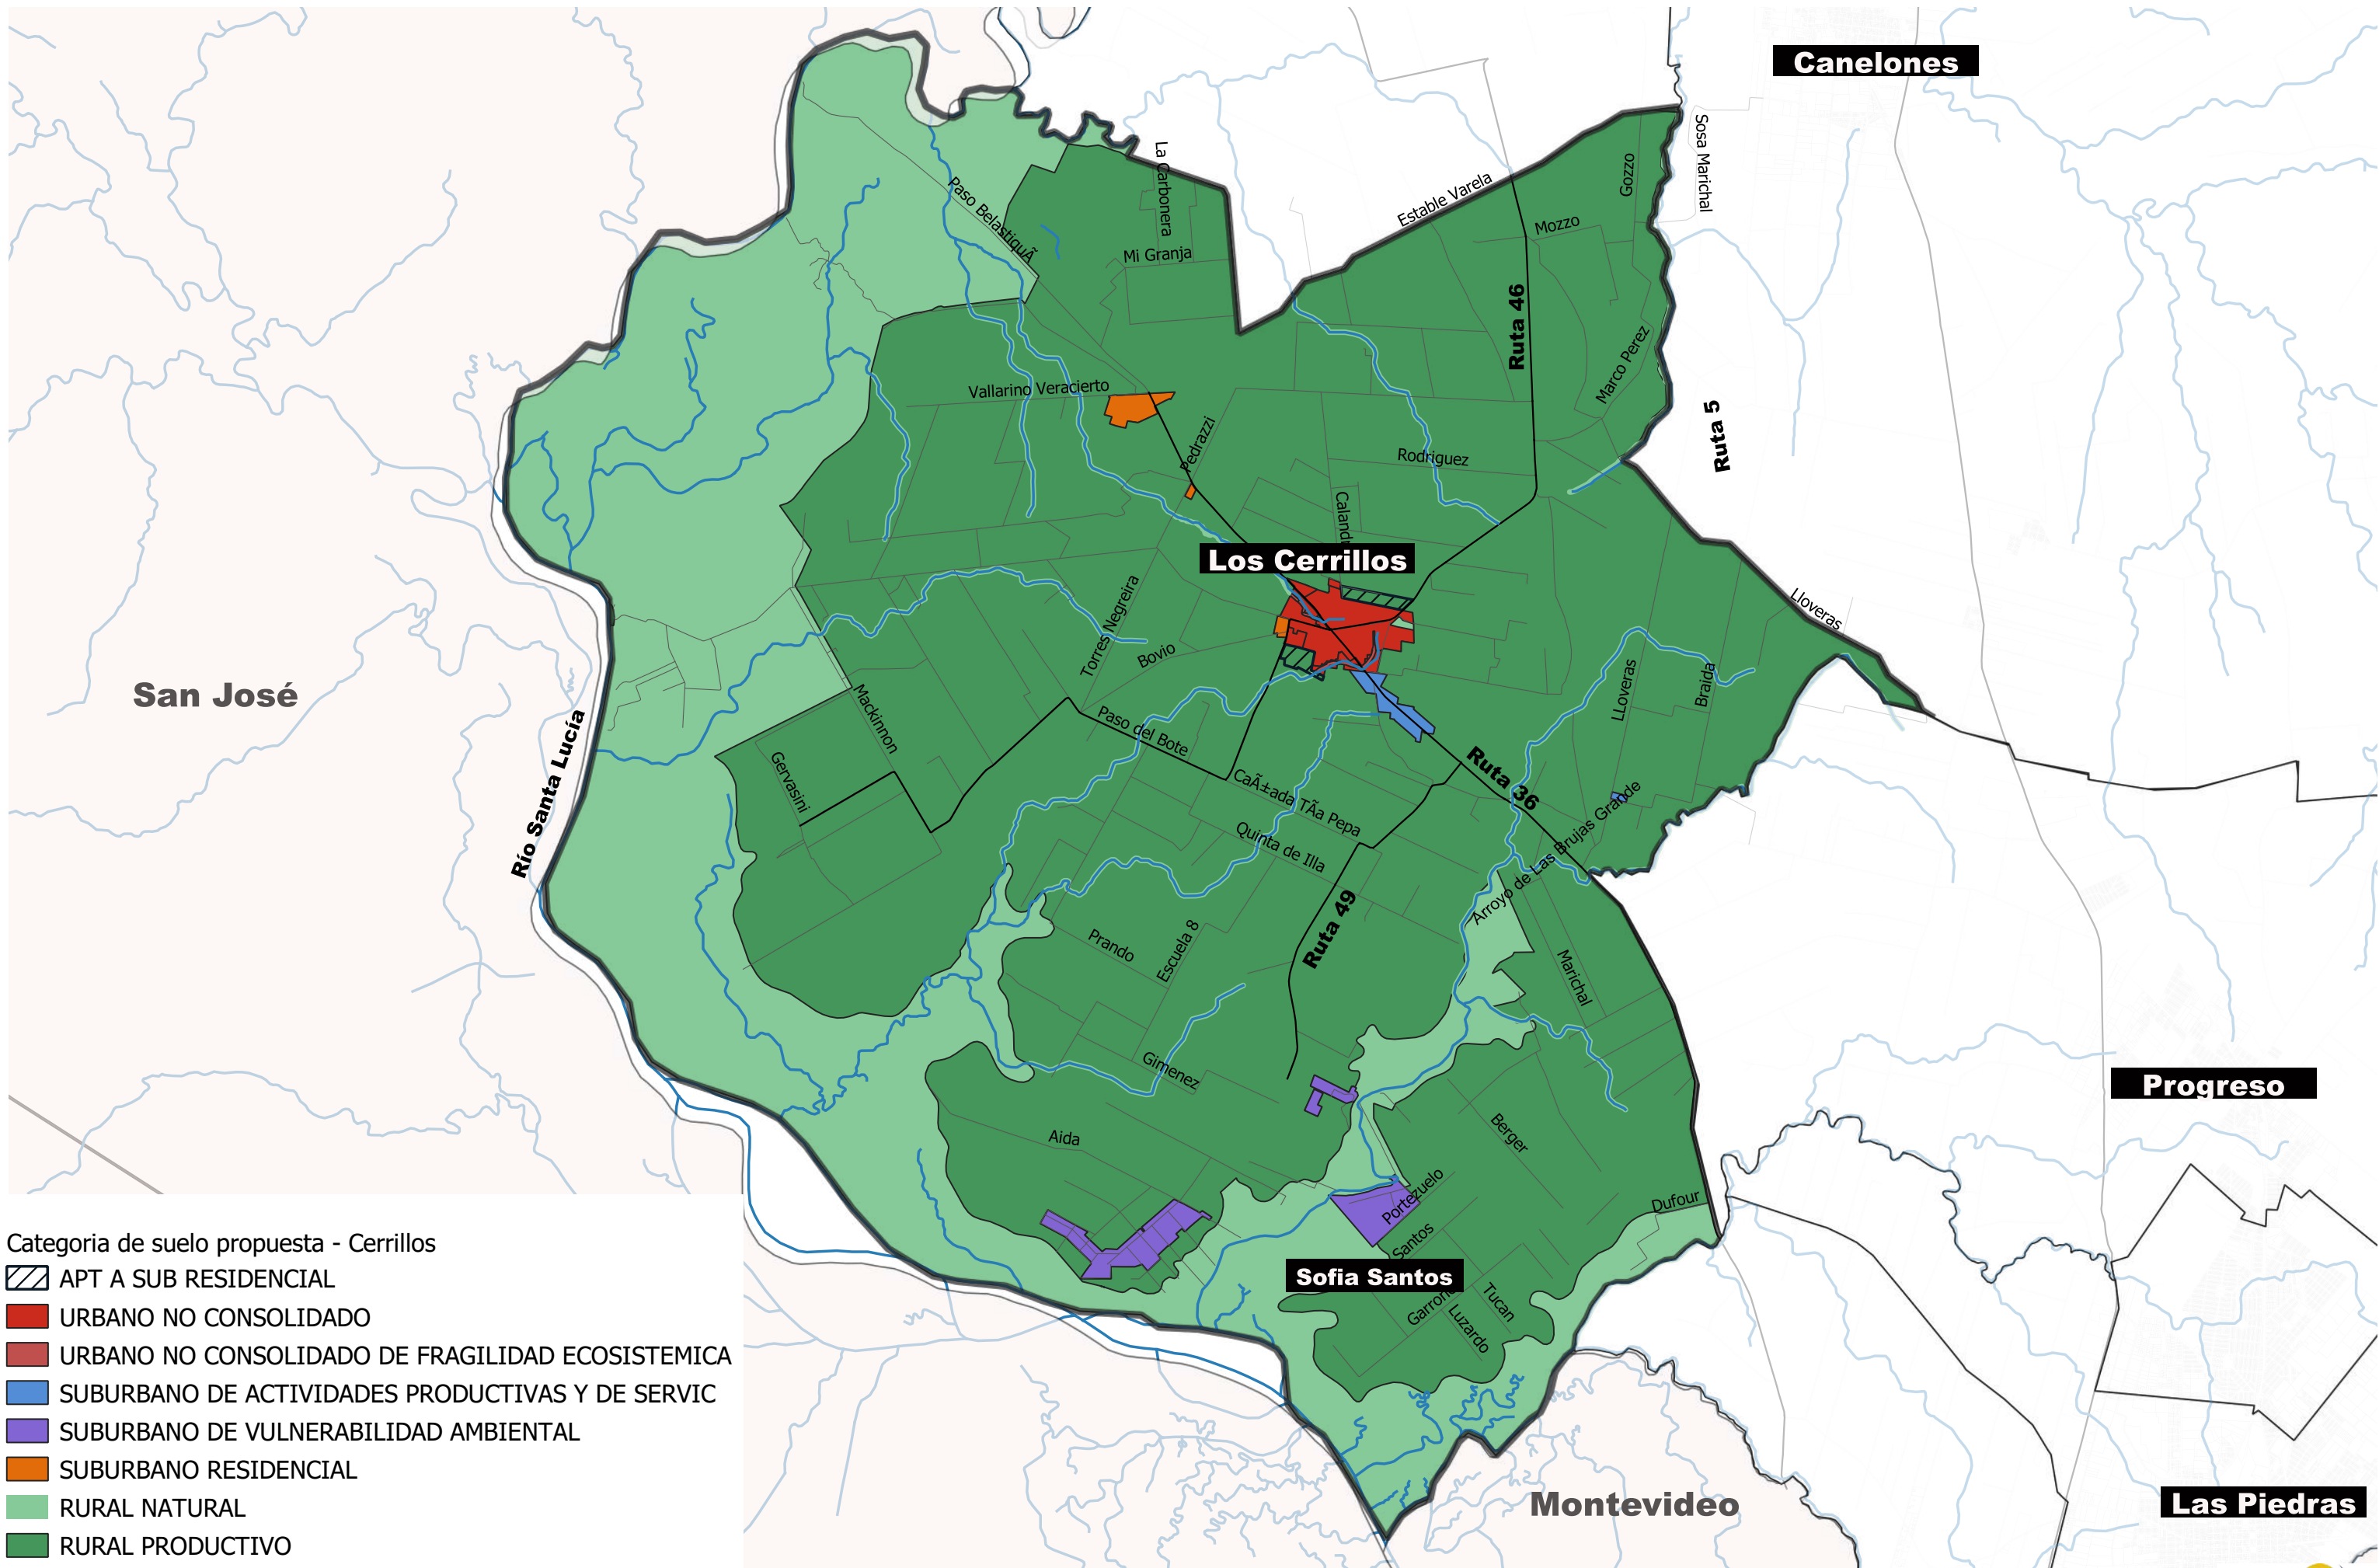 Canelones
Sosa Marichal
La Carbonera
Gozzo
Estable Varela
Paso BelastiquÃ
Mozzo
Mi Granja
Ruta 46
Marco Perez
Vallarino Veracierto
Ruta 5
Pedrazzi
Rodriguez
Los Cerrillos
Torres Negreira
Lloveras
Bovio
San José
LLoveras
Braida
Mackinnon
Paso del Bote
Río Santa Lucía
Gervasini
Ruta 36
CaÃ±ada TÃa Pepa
Quinta de Illa
Arroyo de Las Brujas Grande
Ruta 49
Prando
Escuela 8
Marichal
Gimenez
Progreso
Aida
Berger
Portezuelo
Dufour
Santos
Sofia Santos
Tucan
Luzardo
Categoria de suelo propuesta - Cerrillos
APT A SUB RESIDENCIAL
URBANO NO CONSOLIDADO
URBANO NO CONSOLIDADO DE FRAGILIDAD ECOSISTEMICA
SUBURBANO DE ACTIVIDADES PRODUCTIVAS Y DE SERVIC
SUBURBANO DE VULNERABILIDAD AMBIENTAL
SUBURBANO RESIDENCIAL
RURAL NATURAL
RURAL PRODUCTIVO
Montevideo
Las Piedras